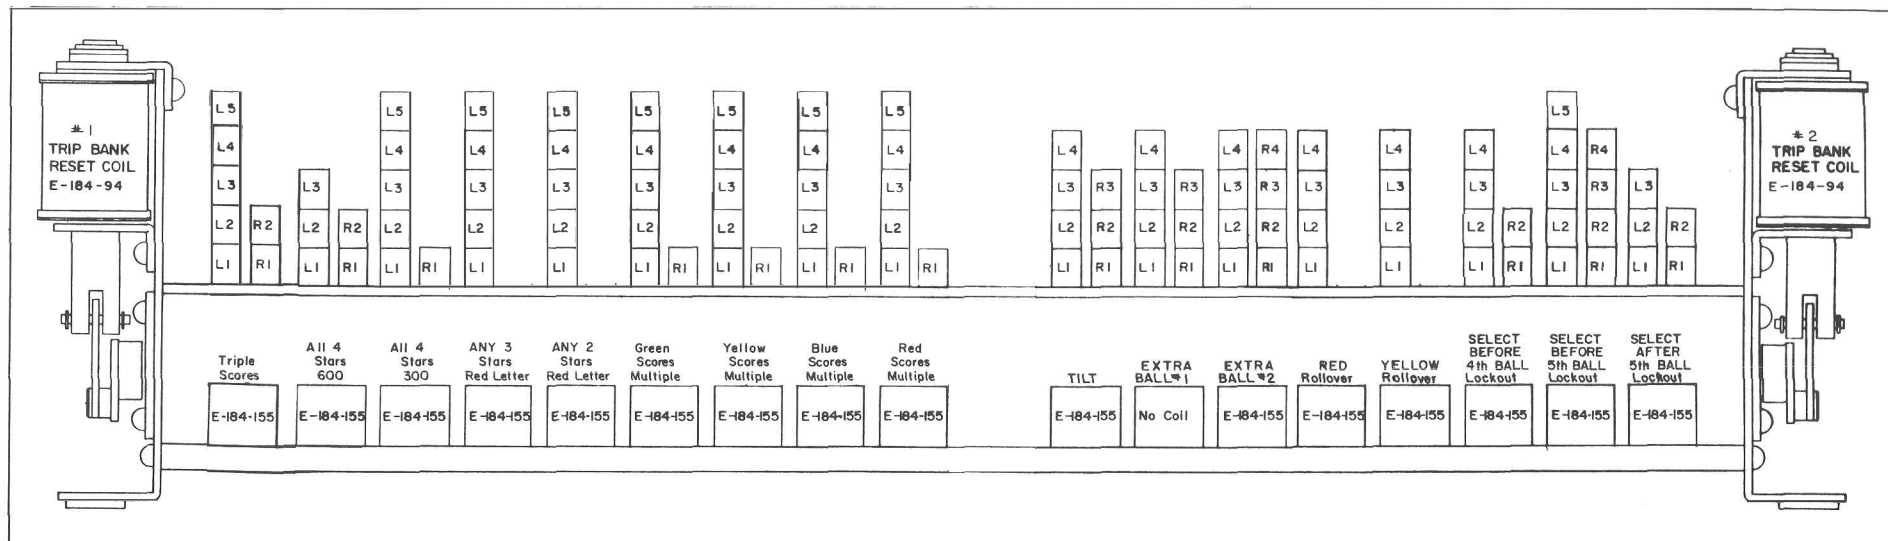 #1
TRIP BANK
RESET COIL
E-184-94
L5 L5 L5 L5 L5 L5 L5 L5 L5
L4 L4 L4 L4 L4 L4 L4 L4 L4 L4 L4 R4 L4 L4 L4 L4 R4
L3 L3 L3 L3 L3 L3 L3 L3 L3 L3 R3 L3 R3 L3 R3 L3 L3 L3 L3 R3 L3
L2 R2 L2 R2 L2 L2 L2 L2 L2 L2 L2 L2 R2 L2 R2 L2 R2 L2 L2 L2 R2 L2 R2 L2 R2
L1 R1 L1 R1 L1 R1 L1 L1 L1 R1 L1 R1 L1 R1 L1 R1 L1 R1 L1 R1 L1 R1 L1 L1 L1 R1 L1 R1 L1 R1
#2
TRIP BANK
RESET COIL
E-184-94
Triple
Scores
E-184-155
All 4
Stars
600
E-184-155
All 4
Stars
300
E-184-155
ANY 3
Stars
Red Letter
E-184-155
ANY 2
Stars
Red Letter
E-184-155
Green
Scores
Multiple
E-184-155
Yellow
Scores
Multiple
E-184-155
Blue
Scores
Multiple
E-184-155
Red
Scores
Multiple
E-184-155
TILT
E-184-155
EXTRA
BALL#1
No Coil
EXTRA
BALL#2
E-184-155
RED
Rollover
E-184-155
YELLOW
Rollover
E-184-155
SELECT
BEFORE
4th BALL
Lockout
E-184-155
SELECT
BEFORE
5th BALL
Lockout
E-184-155
SELECT
AFTER
5th BALL
Lockout
E-184-155